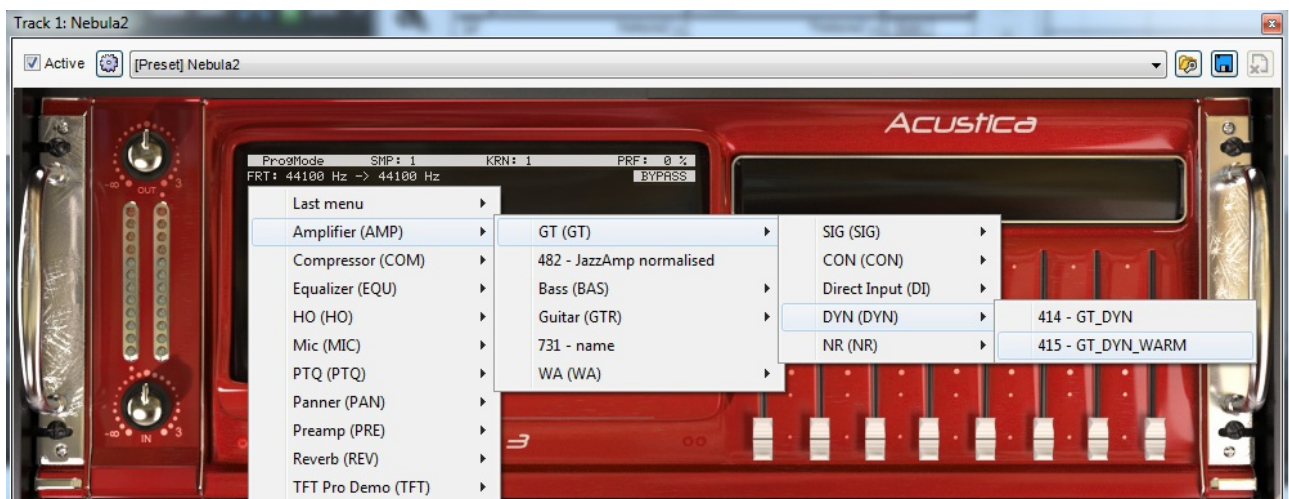 Track 1: Nebula2
Active [Preset] Nebula2
Acustica
ProgMode SMP: 1 KRN: 1 PRF: 0 %
FRT: 44100 Hz -> 44100 Hz BYPASS
-∞ OUT 3
Last menu
Amplifier (AMP)
Compressor (COM)
Equalizer (EQU)
HO (HO)
Mic (MIC)
PTQ (PTQ)
Panner (PAN)
Preamp (PRE)
Reverb (REV)
TFT Pro Demo (TFT)
GT (GT)
482 - JazzAmp normalised
Bass (BAS)
Guitar (GTR)
731 - name
WA (WA)
SIG (SIG)
CON (CON)
Direct Input (DI)
DYN (DYN)
NR (NR)
414 - GT_DYN
415 - GT_DYN_WARM
-∞ IN 3
3